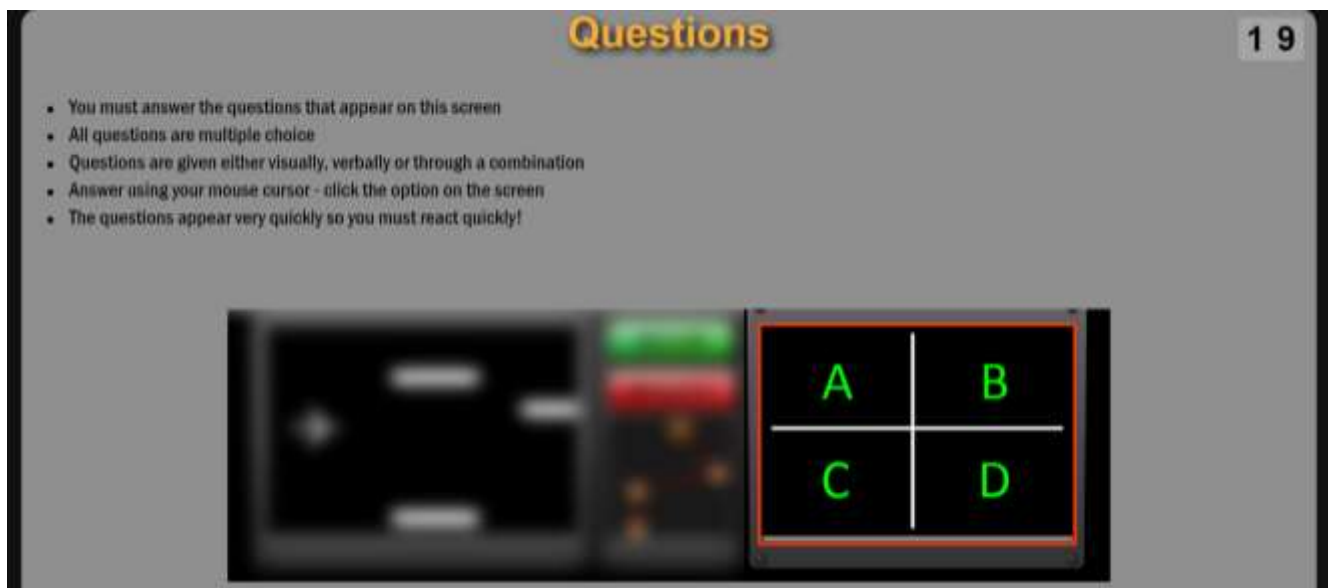 Questions
1 9
• You must answer the questions that appear on this screen
• All questions are multiple choice
• Questions are given either visually, verbally or through a combination
• Answer using your mouse cursor - click the option on the screen
• The questions appear very quickly so you must react quickly!
A B
C D